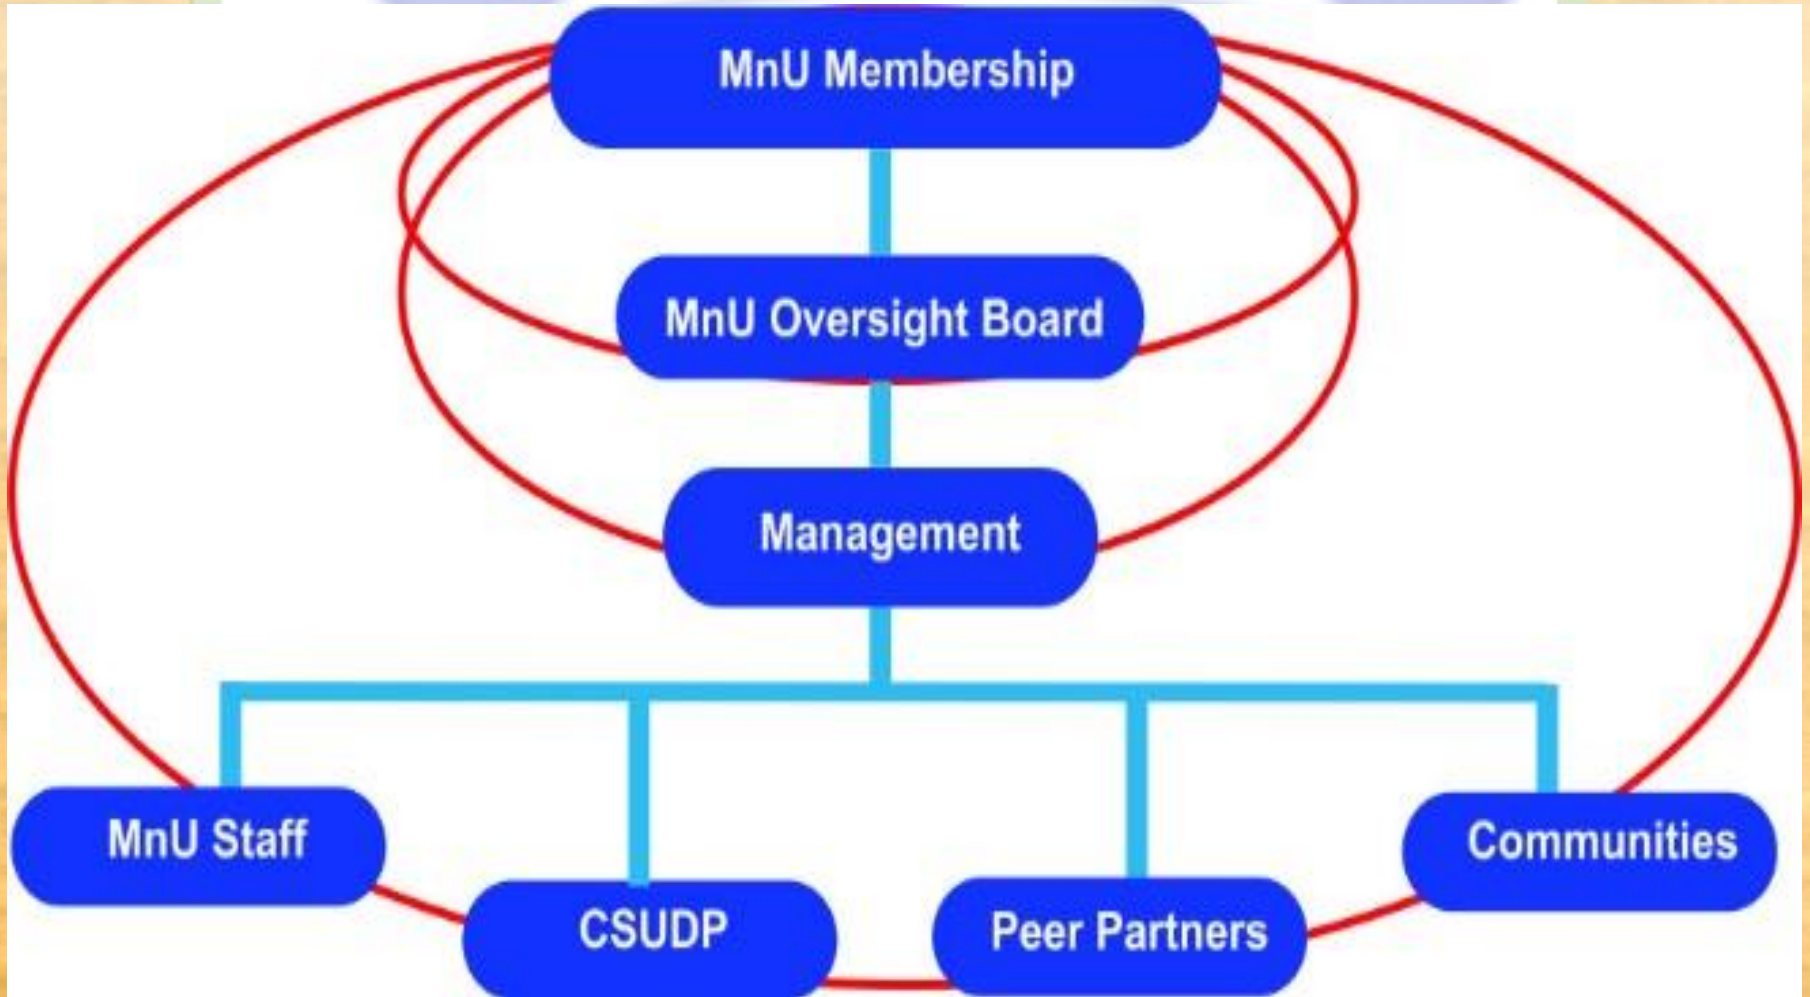 MnU Membership
MnU Oversight Board
Management
MnU Staff
CSUDP
Peer Partners
Communities